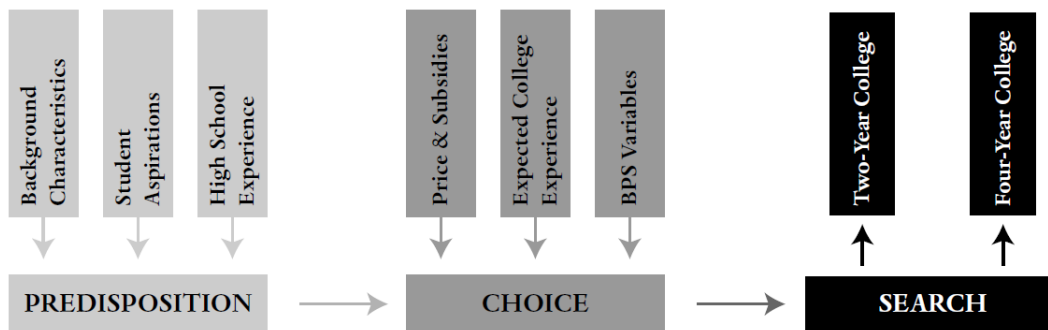 Background
Characteristics
Student
Aspirations
High School
Experience
Price & Subsidies
Expected College
Experience
BPS Variables
Two-Year College
Four-Year College
PREDISPOSITION
CHOICE
SEARCH